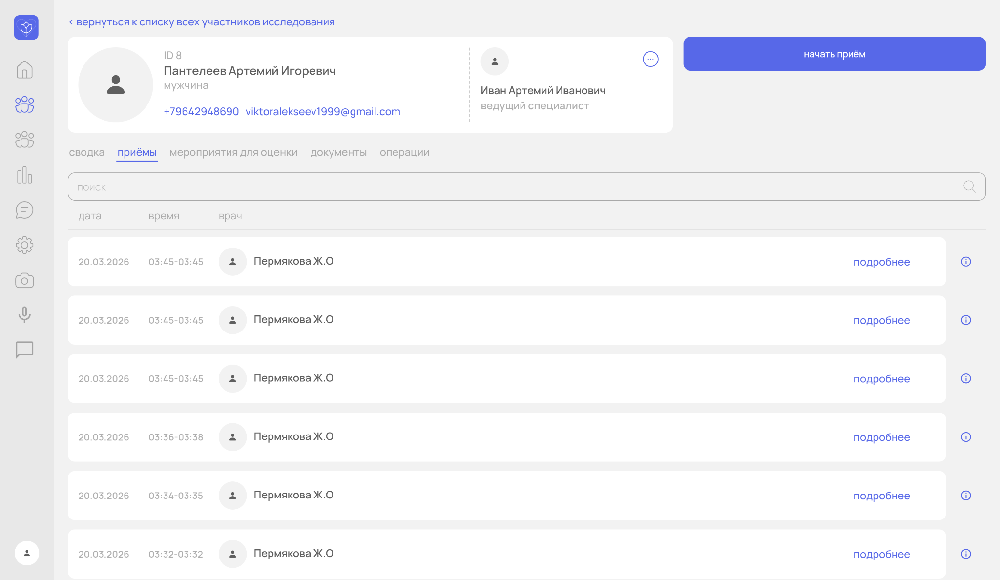 ‹ вернуться к списку всех участников исследования
ID 8
Пантелеев Артемий Игоревич
мужчина
+79642948690 viktoralekseev1999@gmail.com
Иван Артемий Иванович
ведущий специалист
начать приём
сводка приёмы мероприятия для оценки документы операции
поиск
дата время врач
20.03.2026 03:45-03:45 Пермякова Ж.О подробнее
20.03.2026 03:45-03:45 Пермякова Ж.О подробнее
20.03.2026 03:45-03:45 Пермякова Ж.О подробнее
20.03.2026 03:36-03:38 Пермякова Ж.О подробнее
20.03.2026 03:34-03:35 Пермякова Ж.О подробнее
20.03.2026 03:32-03:32 Пермякова Ж.О подробнее